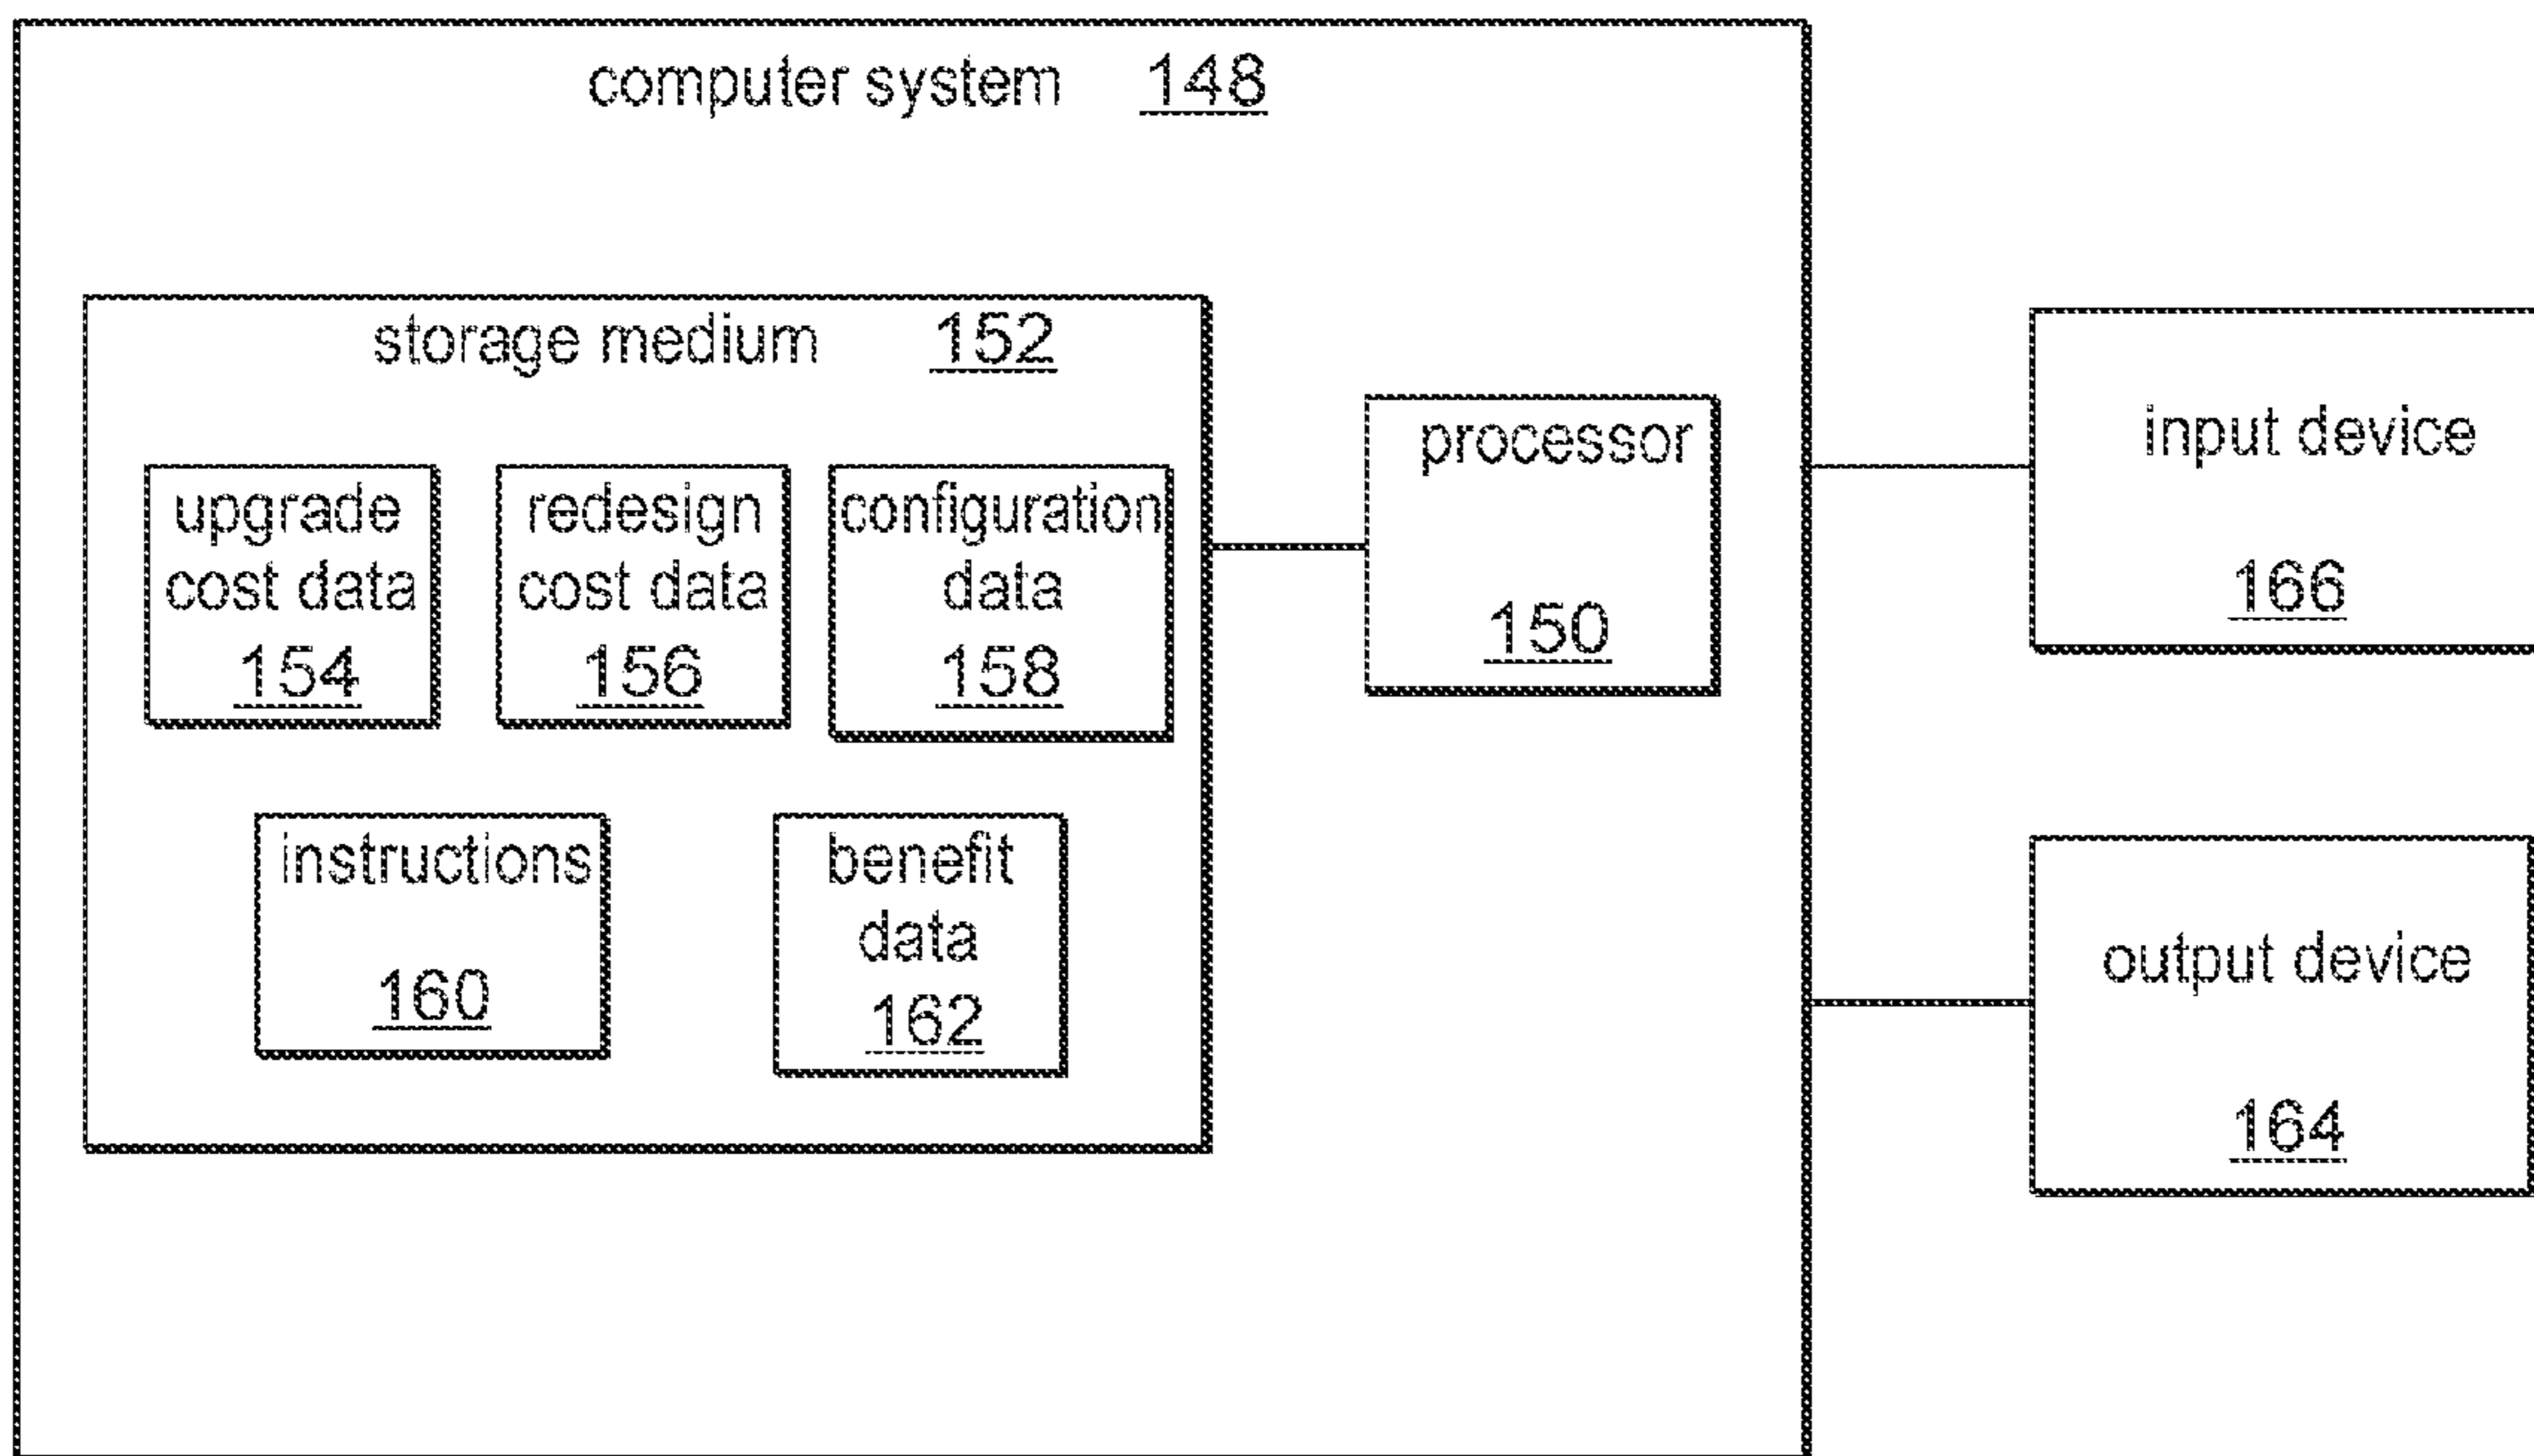 computer system 148
storage medium 152
upgrade
cost data
154
redesign
cost data
156
configuration
data
158
instructions
160
benefit
data
162
processor
150
input device
166
output device
164